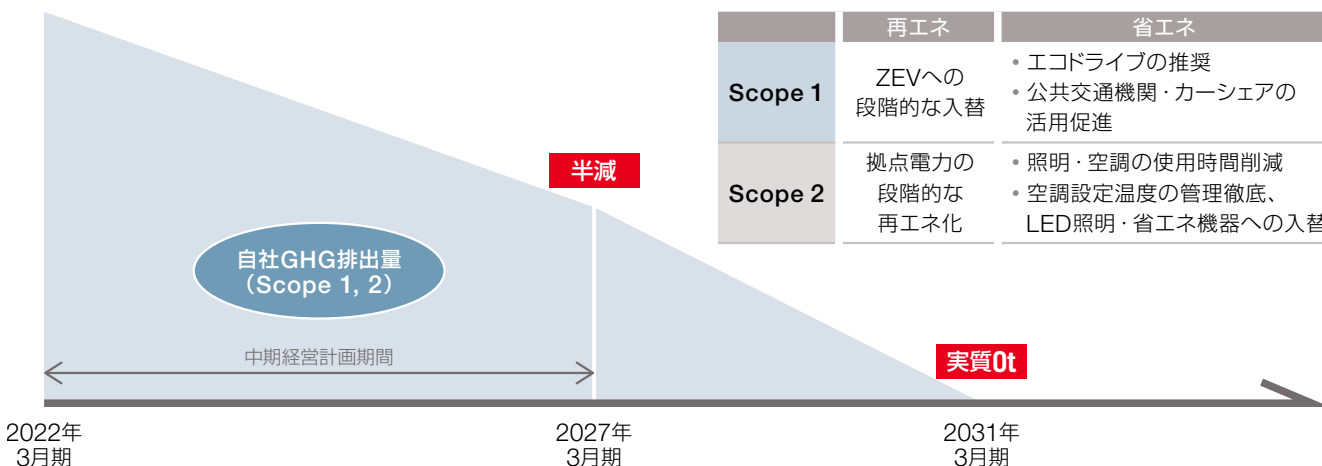 再エネ
省エネ
Scope 1
ZEVへの
段階的な入替
• エコドライブの推奨
• 公共交通機関・カーシェアの
活用促進
Scope 2
拠点電力の
段階的な
再エネ化
• 照明・空調の使用時間削減
• 空調設定温度の管理徹底、
LED照明・省エネ機器への入替
半減
自社GHG排出量
（Scope 1, 2）
中期経営計画期間
実質0t
2022年
3月期
2027年
3月期
2031年
3月期